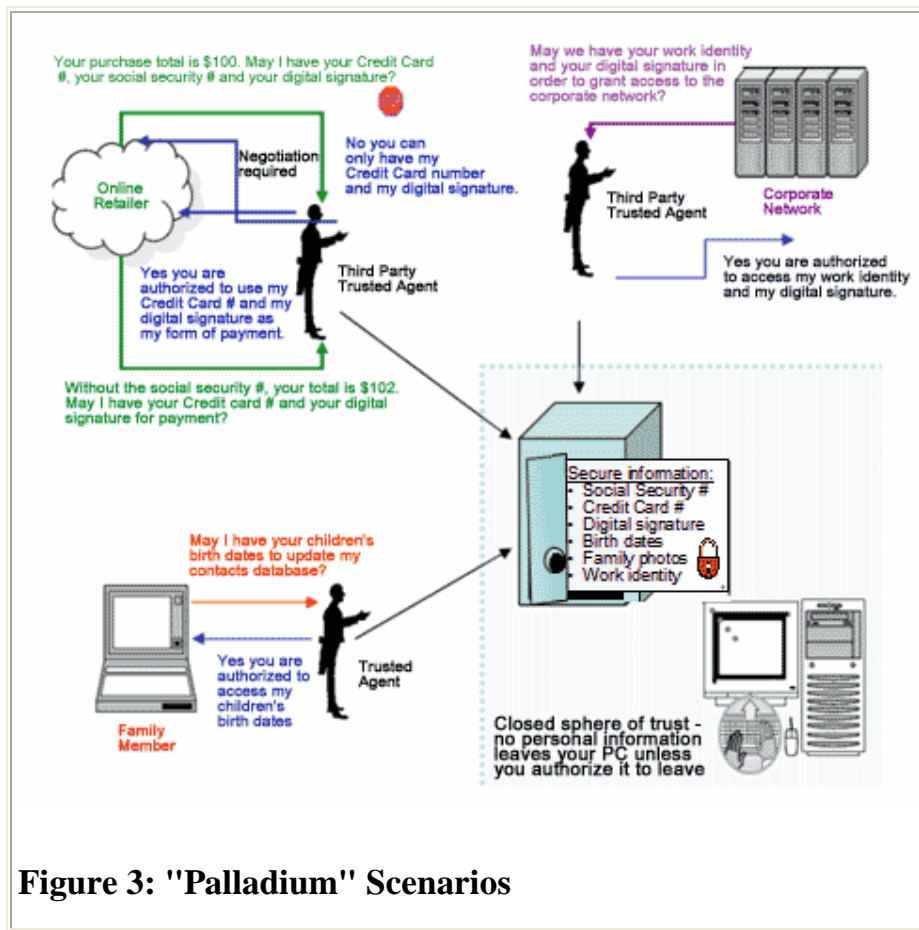 Your purchase total is $100. May I have your Credit Card
#, your social security # and your digital signature?
No you can
only have my
Credit Card number
and my digital signature.
Negotiation
required
Online
Retailer
Third Party
Trusted Agent
Yes you are
authorized to use my
Credit Card # and my
digital signature as
my form of payment.
Without the social security #, your total is $102.
May I have your Credit card # and your digital
signature for payment?
May we have your work identity
and your digital signature in
order to grant access to the
corporate network?
Third Party
Trusted Agent
Corporate
Network
Yes you are authorized
to access my work identity
and my digital signature.
Secure information:
• Social Security #
• Credit Card #
• Digital signature
• Birth dates
• Family photos
• Work identity
May I have your children's
birth dates to update my
contacts database?
Yes you are
authorized to
access my
children's
birth dates
Trusted
Agent
Family
Member
Closed sphere of trust -
no personal information
leaves your PC unless
you authorize it to leave
Figure 3: "Palladium" Scenarios